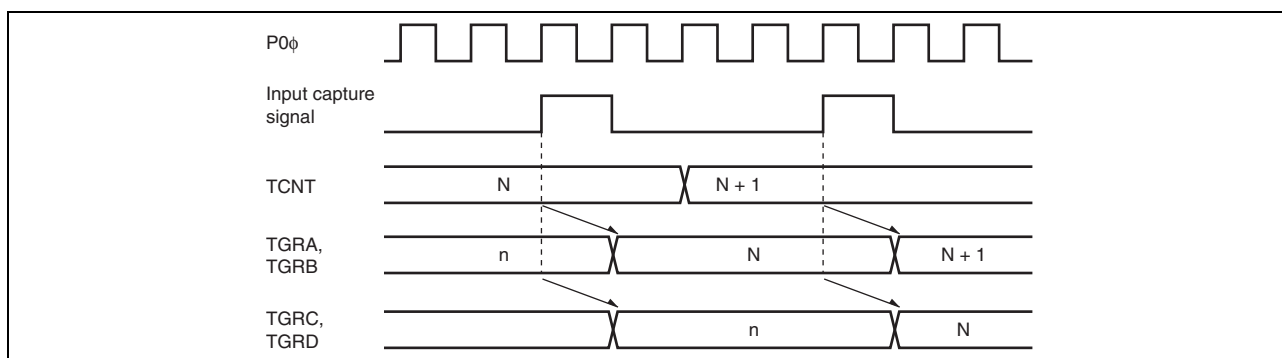 P0ϕ
Input capture
signal
TCNT
N
N + 1
TGRA,
TGRB
n
N
N + 1
TGRC,
TGRD
n
N